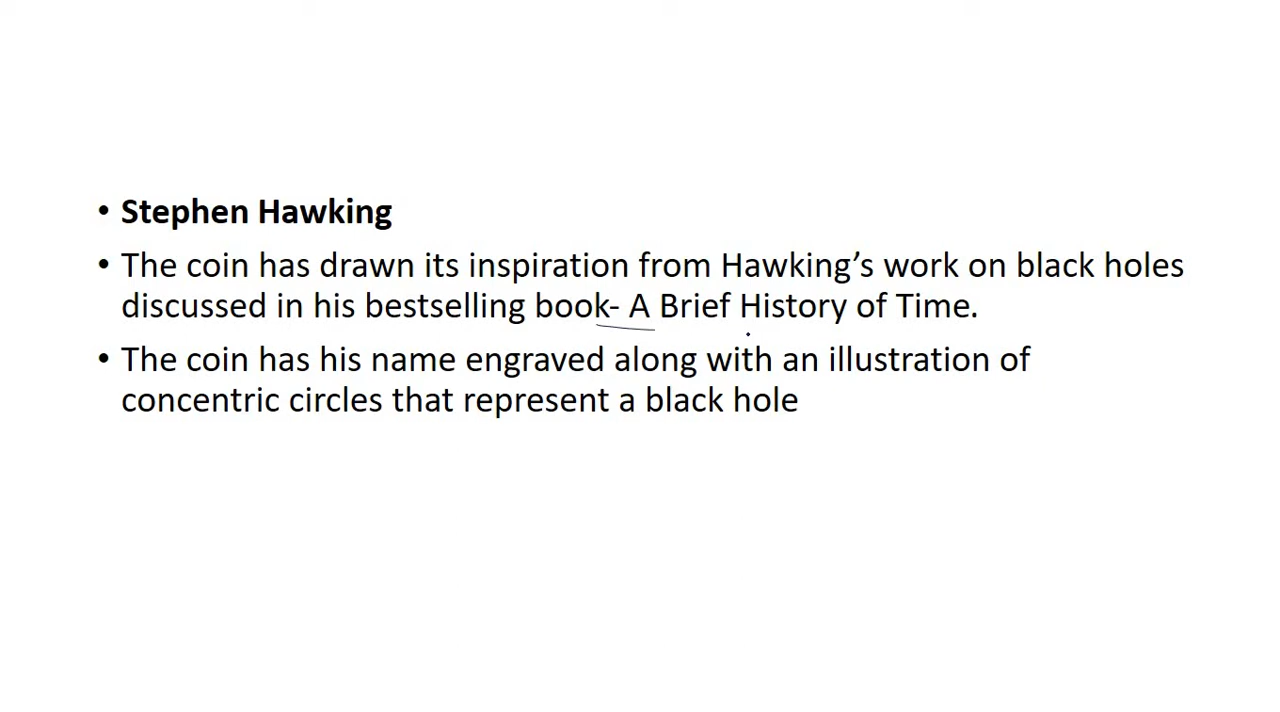 • Stephen Hawking
• The coin has drawn its inspiration from Hawking’s work on black holes
discussed in his bestselling book- A Brief History of Time.
• The coin has his name engraved along with an illustration of
concentric circles that represent a black hole